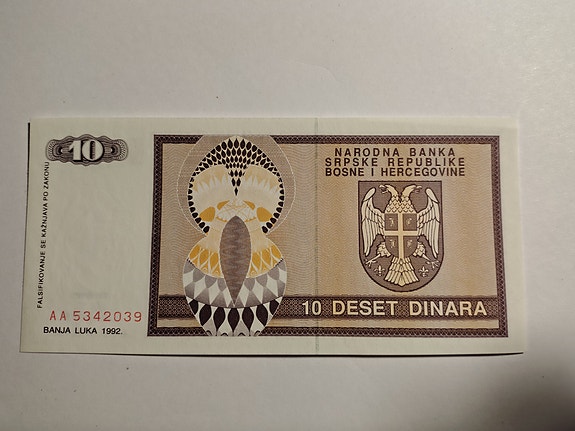 10
FALSIFIKOVANJE SE KAŽNJAVA PO ZAKONU
AA 5342039
BANJA LUKA 1992.
NARODNA BANKA
SRPSKE REPUBLIKE
BOSNE I HERCEGOVINE
10 DESET DINARA